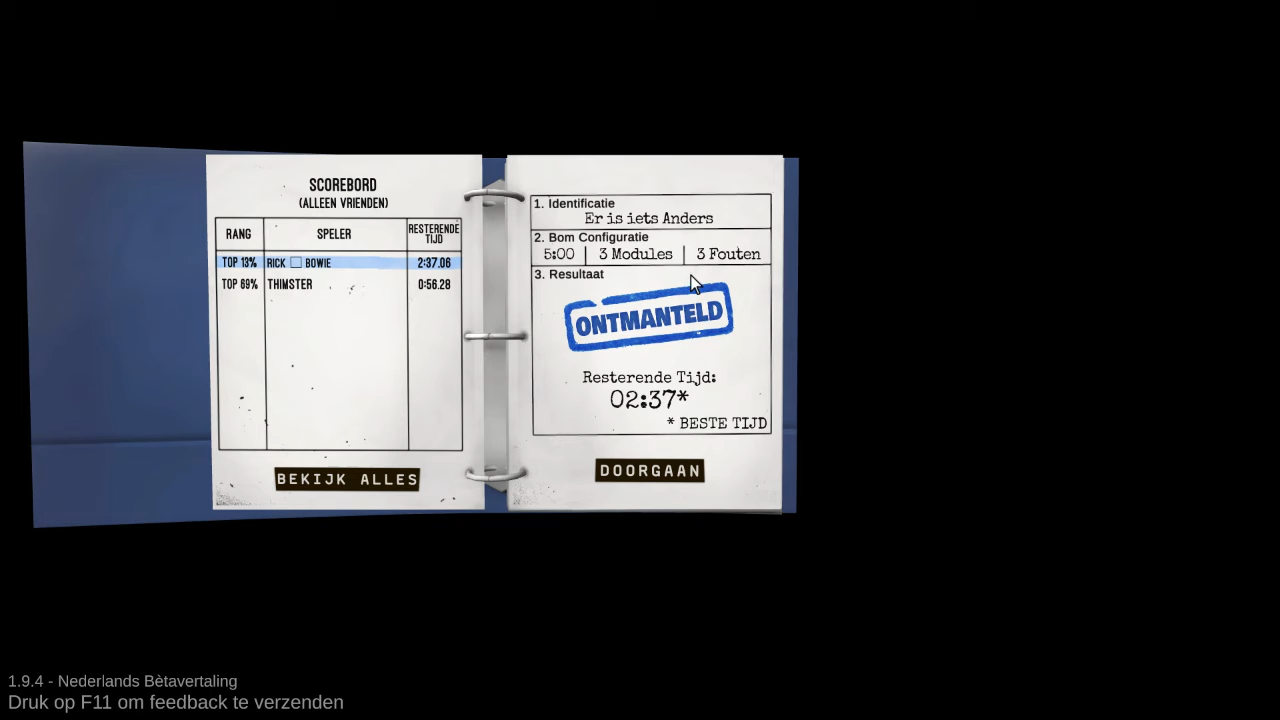 SCOREBORD
(ALLEEN VRIENDEN)
RANG SPELER RESTERENDE TIJD
TOP 13% RICK □ BOWIE 2:37.06
TOP 69% THIMSTER 0:56.28
BEKIJK ALLES
1. Identificatie
Er is iets Anders
2. Bom Configuratie
5:00 3 Modules 3 Fouten
3. Resultaat
ONTMANTELD
Resterende Tijd:
02:37*
* BESTE TIJD
DOORGAAN
1.9.4 - Nederlands Bètavertaling
Druk op F11 om feedback te verzenden